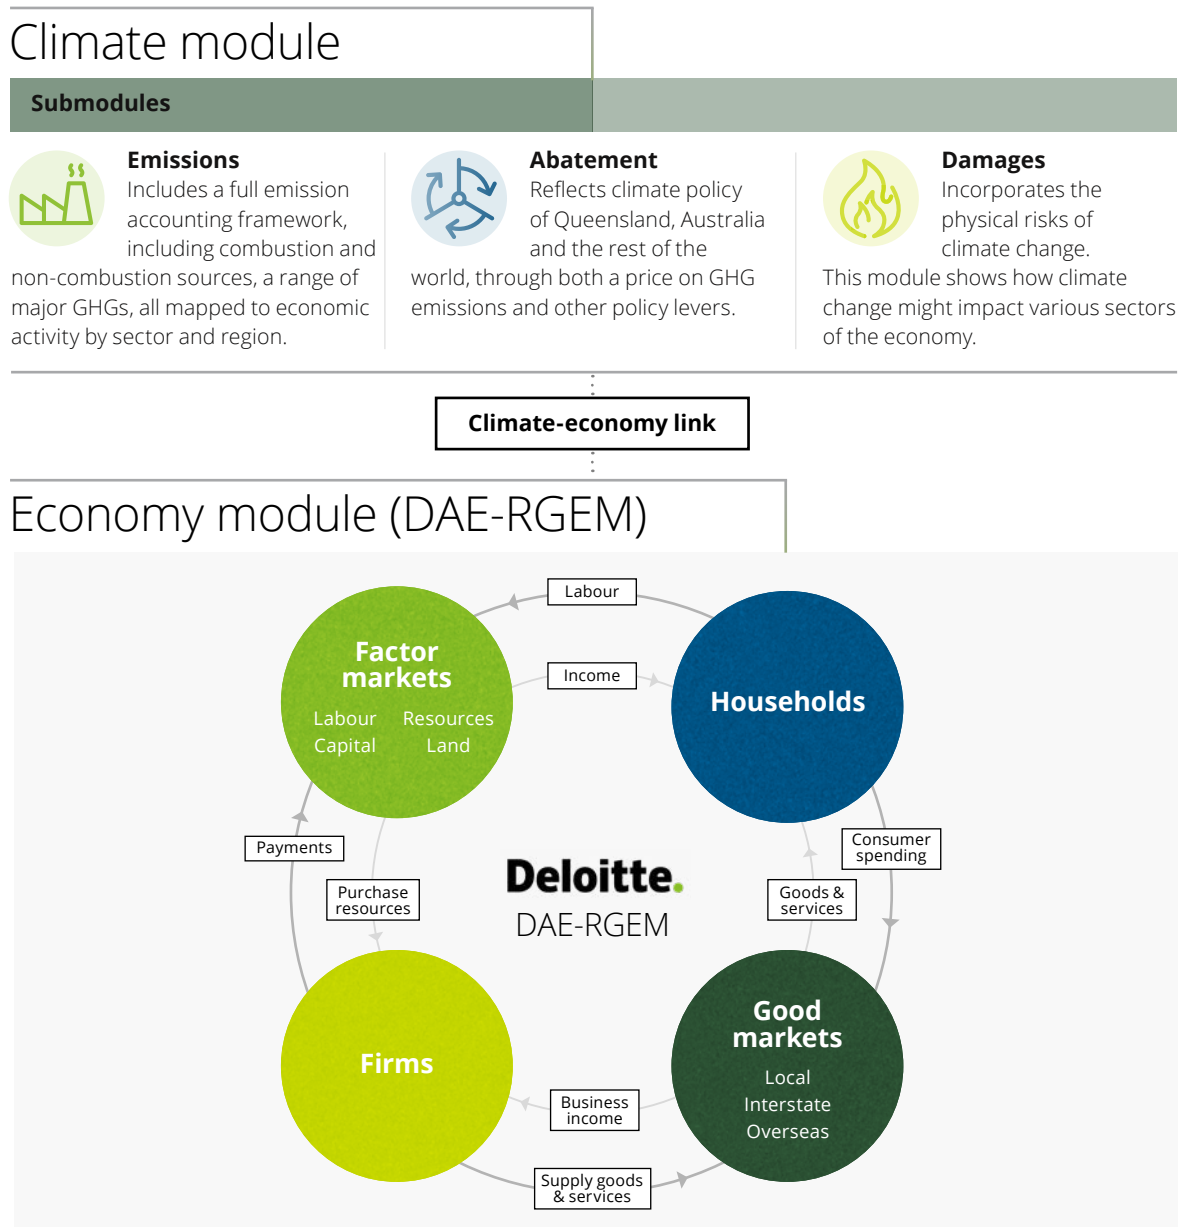 Climate module
Submodules
Emissions
Includes a full emission
accounting framework,
including combustion and
non-combustion sources, a range of
major GHGs, all mapped to economic
activity by sector and region.
Abatement
Reflects climate policy
of Queensland, Australia
and the rest of the
world, through both a price on GHG
emissions and other policy levers.
Damages
Incorporates the
physical risks of
climate change.
This module shows how climate
change might impact various sectors
of the economy.
Climate-economy link
Economy module (DAE-RGEM)
Labour
Factor
markets
Labour Resources
Capital Land
Income
Households
Payments
Purchase
resources
Deloitte.
DAE-RGEM
Goods &
services
Consumer
spending
Firms
Good
markets
Local
Interstate
Overseas
Business
income
Supply goods
& services